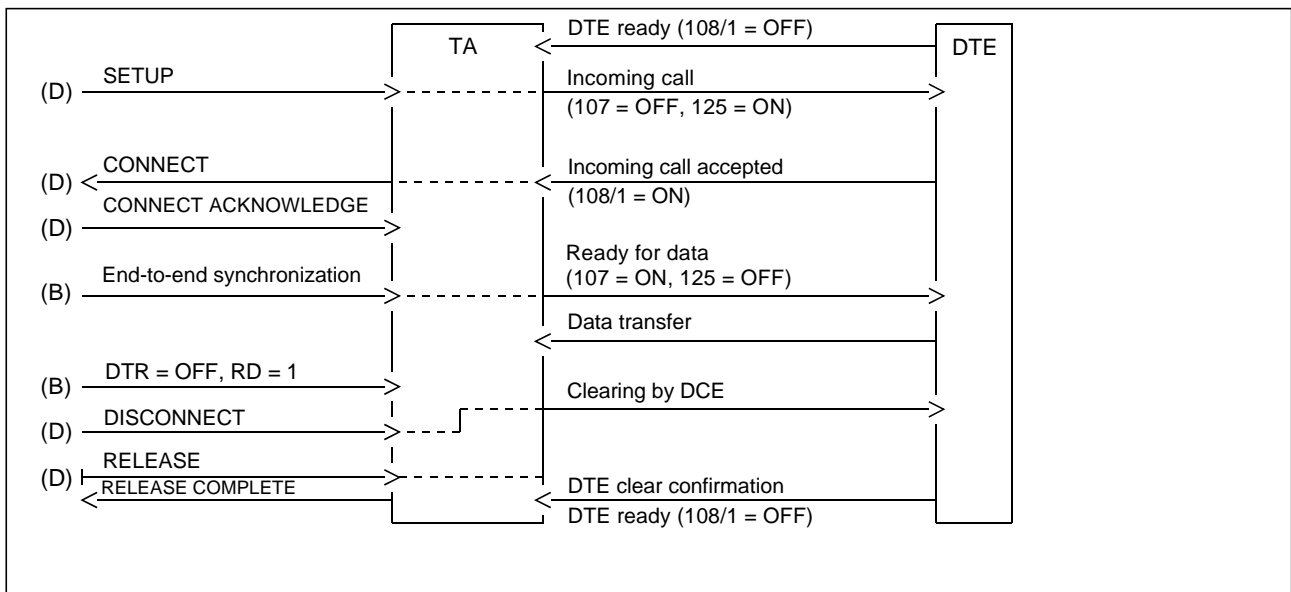 DTE ready (108/1 = OFF)
TA
DTE
(D)
SETUP
Incoming call
(107 = OFF, 125 = ON)
(D)
CONNECT
Incoming call accepted
(108/1 = ON)
(D)
CONNECT ACKNOWLEDGE
Ready for data
(107 = ON, 125 = OFF)
(B)
End-to-end synchronization
Data transfer
(B)
DTR = OFF, RD = 1
Clearing by DCE
(D)
DISCONNECT
(D)
RELEASE
RELEASE COMPLETE
DTE clear confirmation
DTE ready (108/1 = OFF)